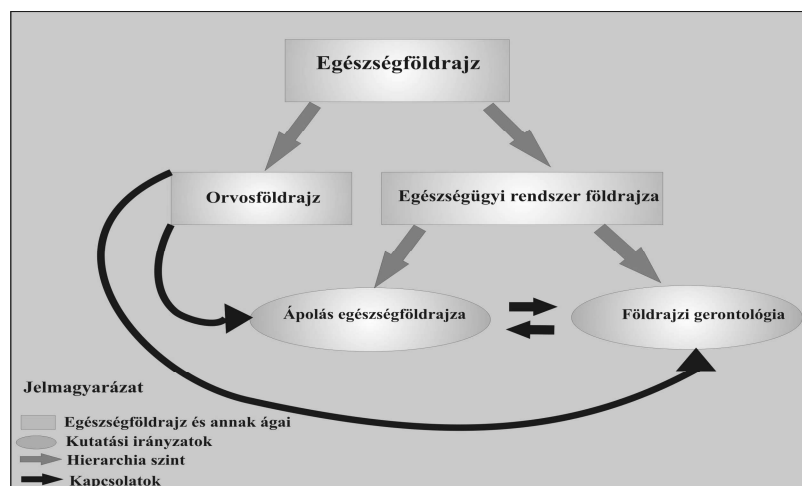 Egészségföldrajz
Orvosföldrajz
Egészségügyi rendszer földrajza
Ápolás egészségföldrajza
Földrajzi gerontológia
Jelmagyarázat
Egészségföldrajz és annak ágai
Kutatási irányzatok
Hierarchia szint
Kapcsolatok